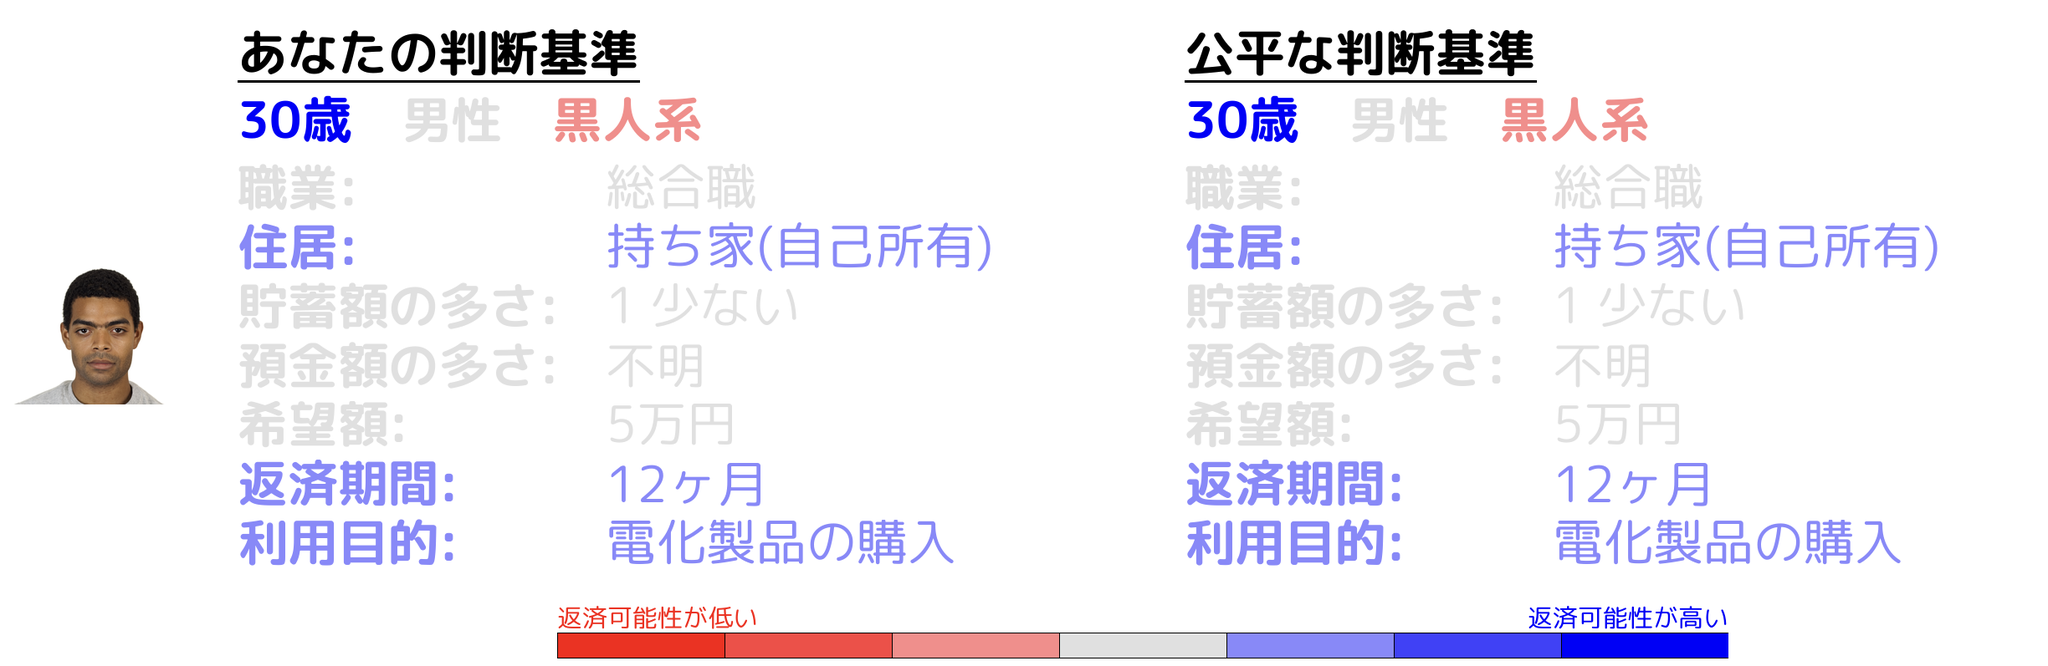 あなたの判断基準
30歳 男性 黒人系
職業: 総合職
住居: 持ち家(自己所有)
貯蓄額の多さ: 1 少ない
預金額の多さ: 不明
希望額: 5万円
返済期間: 12ヶ月
利用目的: 電化製品の購入
公平な判断基準
30歳 男性 黒人系
職業: 総合職
住居: 持ち家(自己所有)
貯蓄額の多さ: 1 少ない
預金額の多さ: 不明
希望額: 5万円
返済期間: 12ヶ月
利用目的: 電化製品の購入
返済可能性が低い
返済可能性が高い